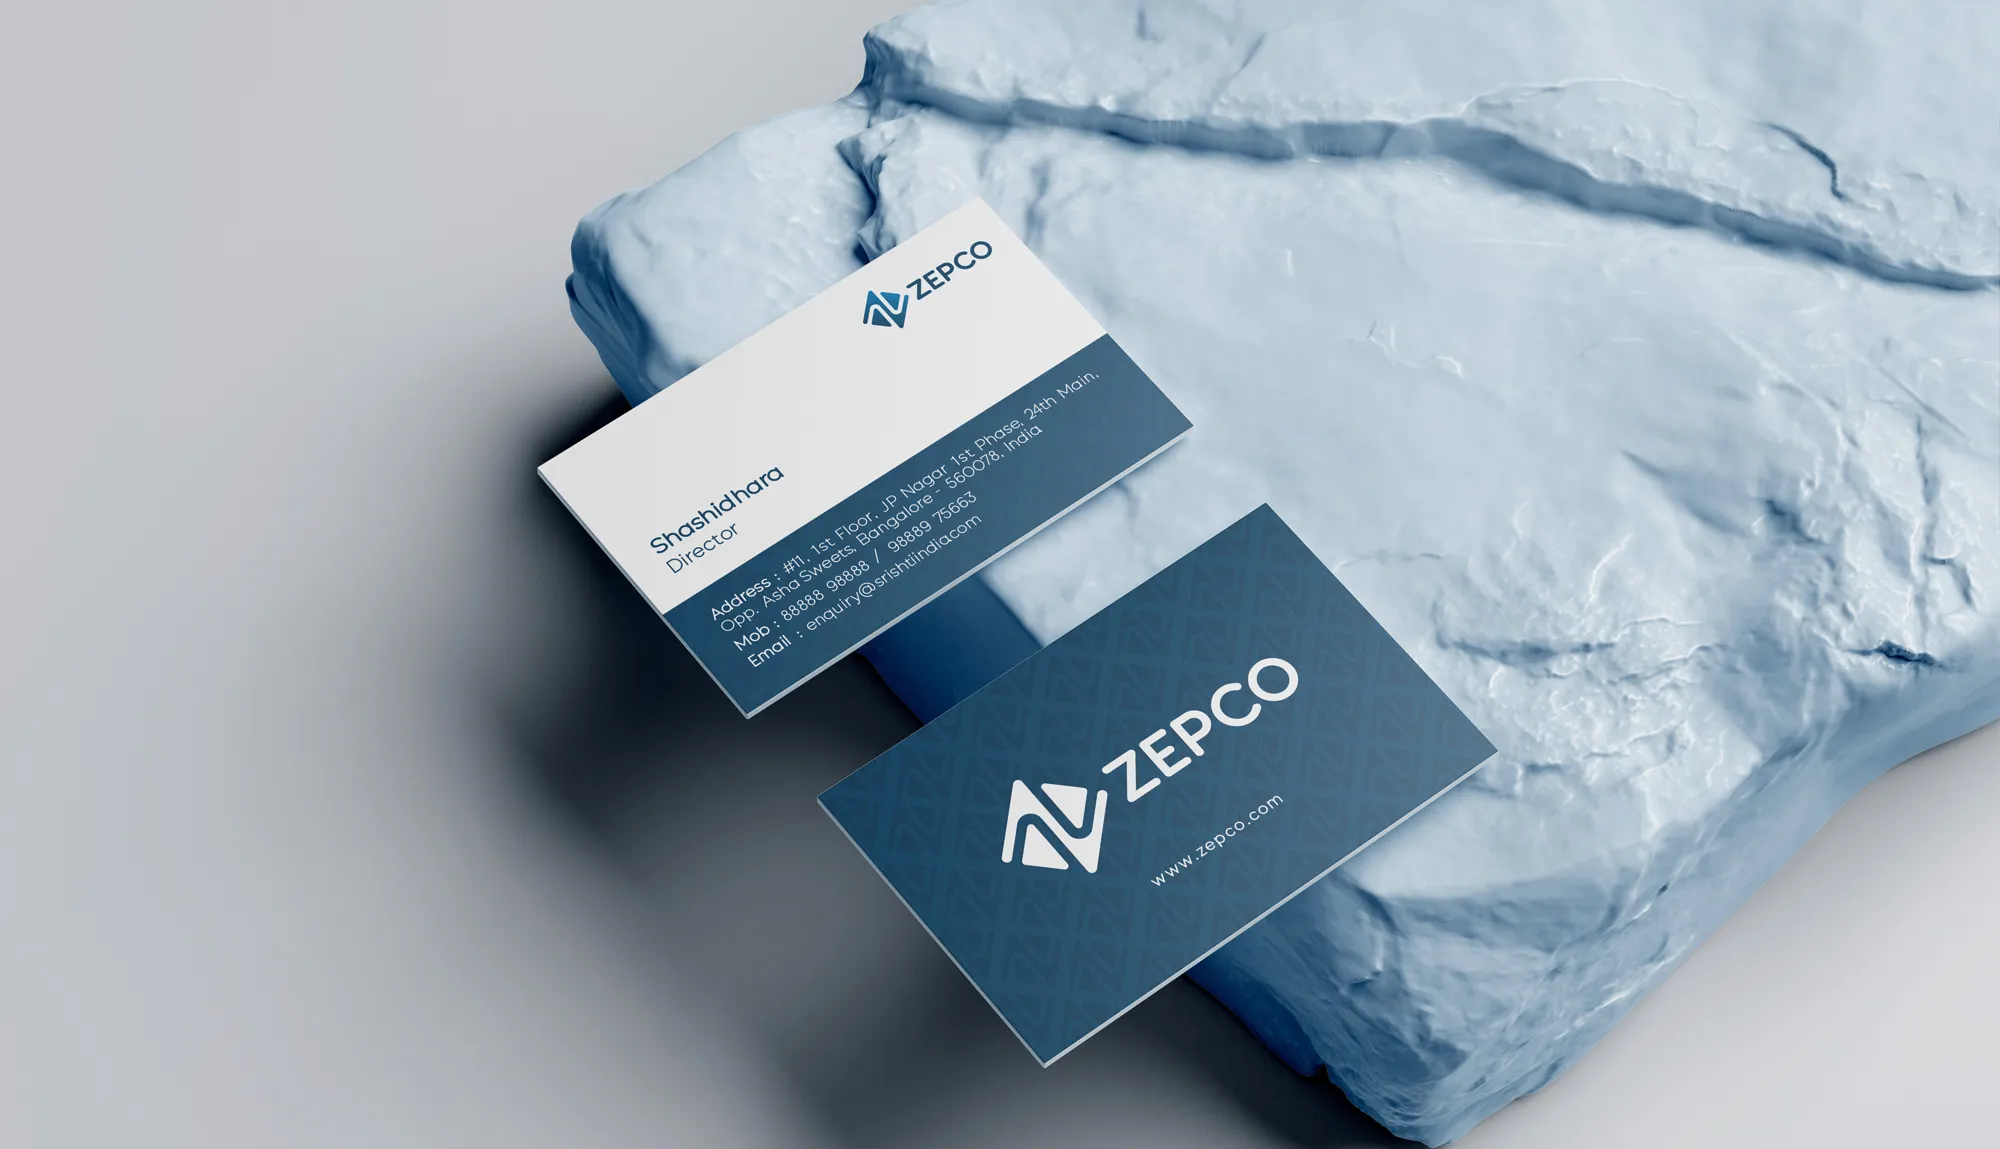 ZEPCO
Shashidhara
Director
Address : #11, 1st Floor, JP Nagar 1st Phase, 24th Main,
Opp. Asha Sweets, Bangalore - 560078, India
Mob : 88888 98888 / 98889 75663
Email : enquiry@srishtiindia.com
ZEPCO
www.zepco.com